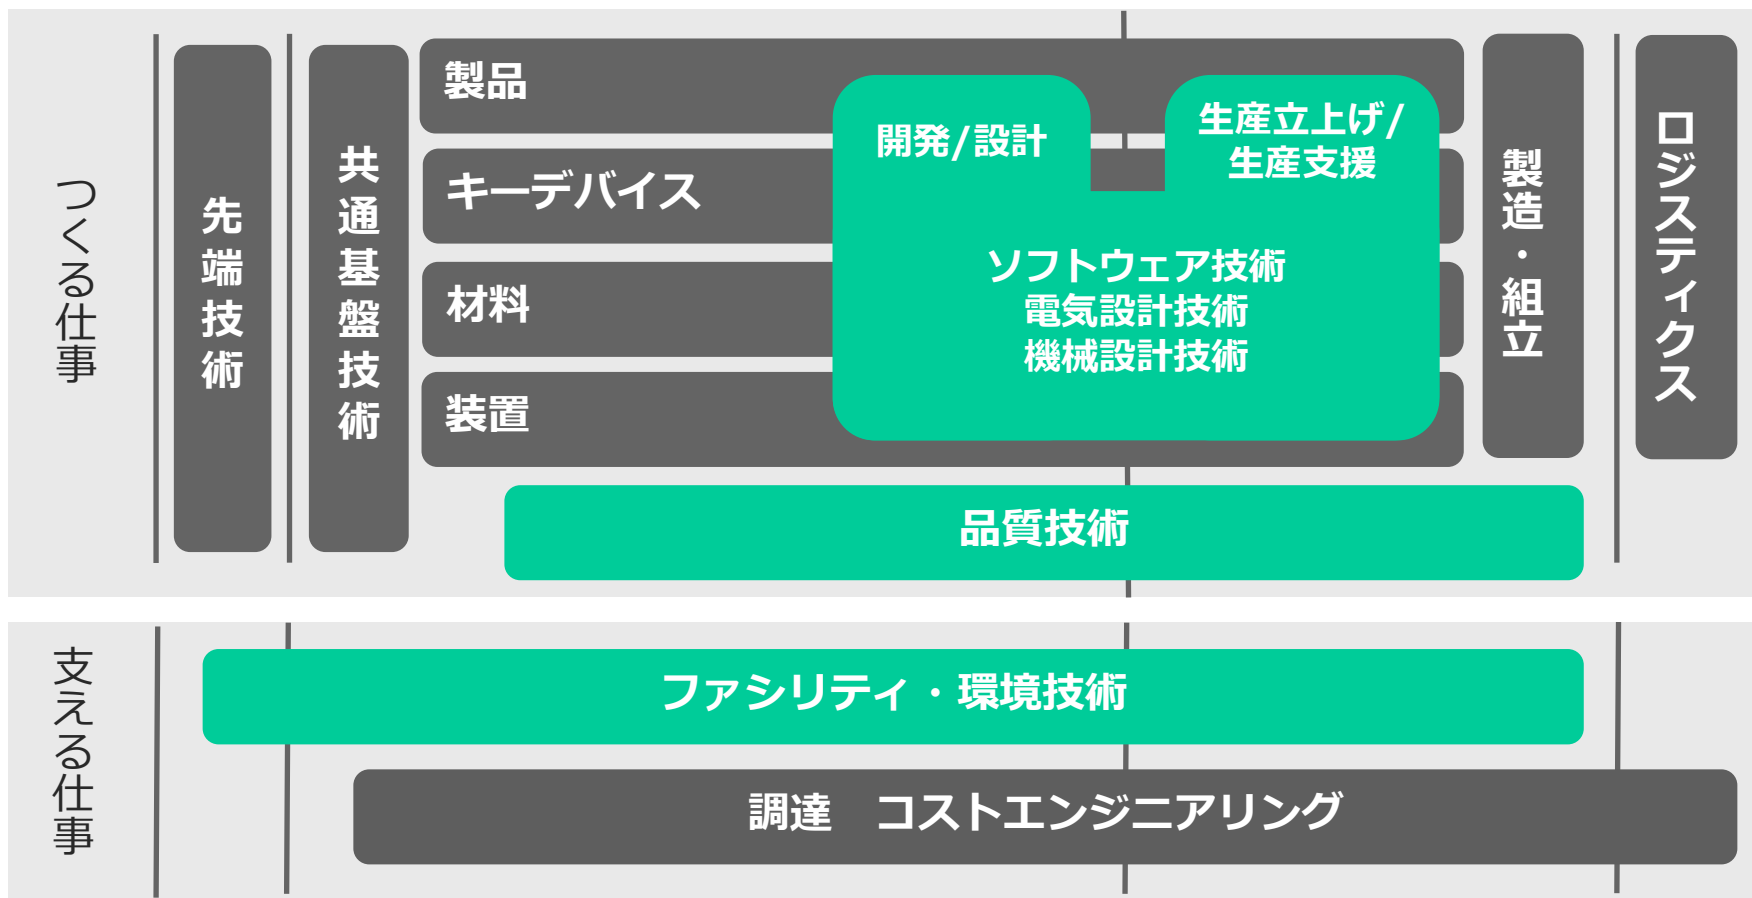 つくる仕事
先端技術
共通基盤技術
製品
キーデバイス
材料
装置
開発/設計
生産立上げ/
生産支援
ソフトウェア技術
電気設計技術
機械設計技術
製造・組立
ロジスティクス
品質技術
支える仕事
ファシリティ・環境技術
調達　コストエンジニアリング